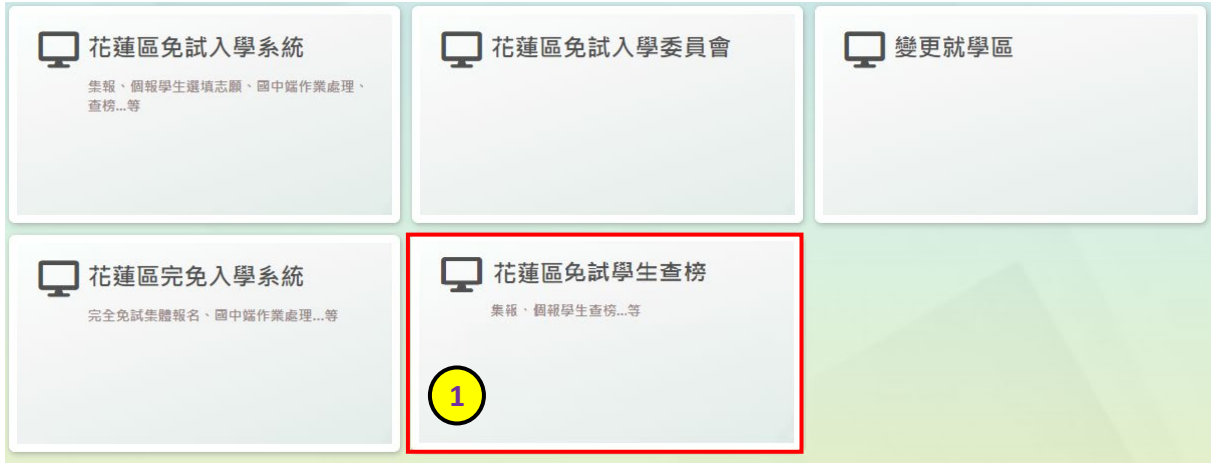 花蓮區免試入學系統
集報、個報學生選填志願、國中端作業處理、
查榜...等
花蓮區免試入學委員會
變更就學區
花蓮區完免入學系統
完全免試集體報名、國中端作業處理...等
花蓮區免試學生查榜
集報、個報學生查榜...等
1